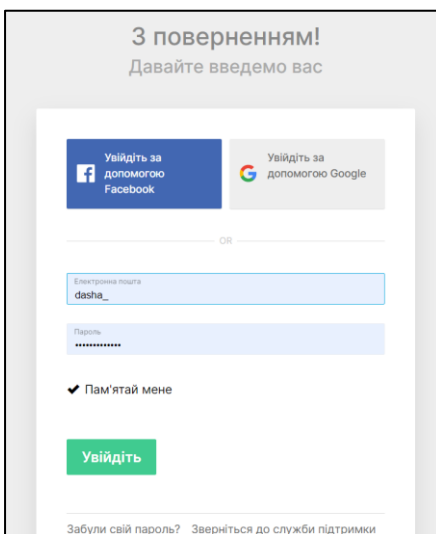 З поверненням!
Давайте введемо вас
Увійдіть за
допомогою
Facebook
Увійдіть за
допомогою Google
OR
Електронна пошта
dasha_
Пароль
•••••••••••••
Пам'ятай мене
Увійдіть
Забули свій пароль? Зверніться до служби підтримки